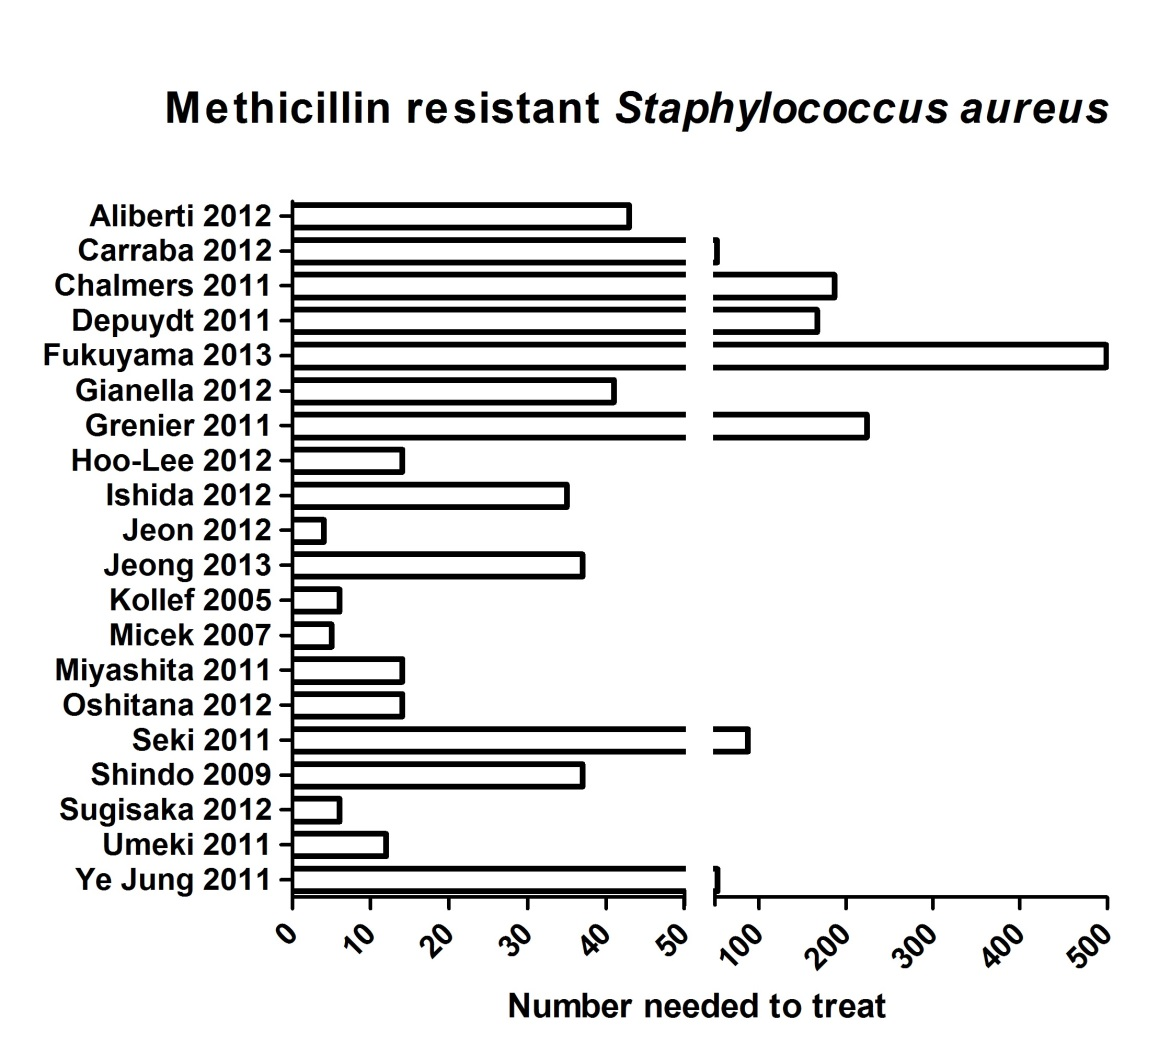 Methicillin resistant Staphylococcus aureus
Aliberti 2012
Carraba 2012
Chalmers 2011
Depuydt 2011
Fukuyama 2013
Gianella 2012
Grenier 2011
Hoo-Lee 2012
Ishida 2012
Jeon 2012
Jeong 2013
Kollef 2005
Micek 2007
Miyashita 2011
Oshitana 2012
Seki 2011
Shindo 2009
Sugisaka 2012
Umeki 2011
Ye Jung 2011
0 10 20 30 40 50 100 200 300 400 500
Number needed to treat